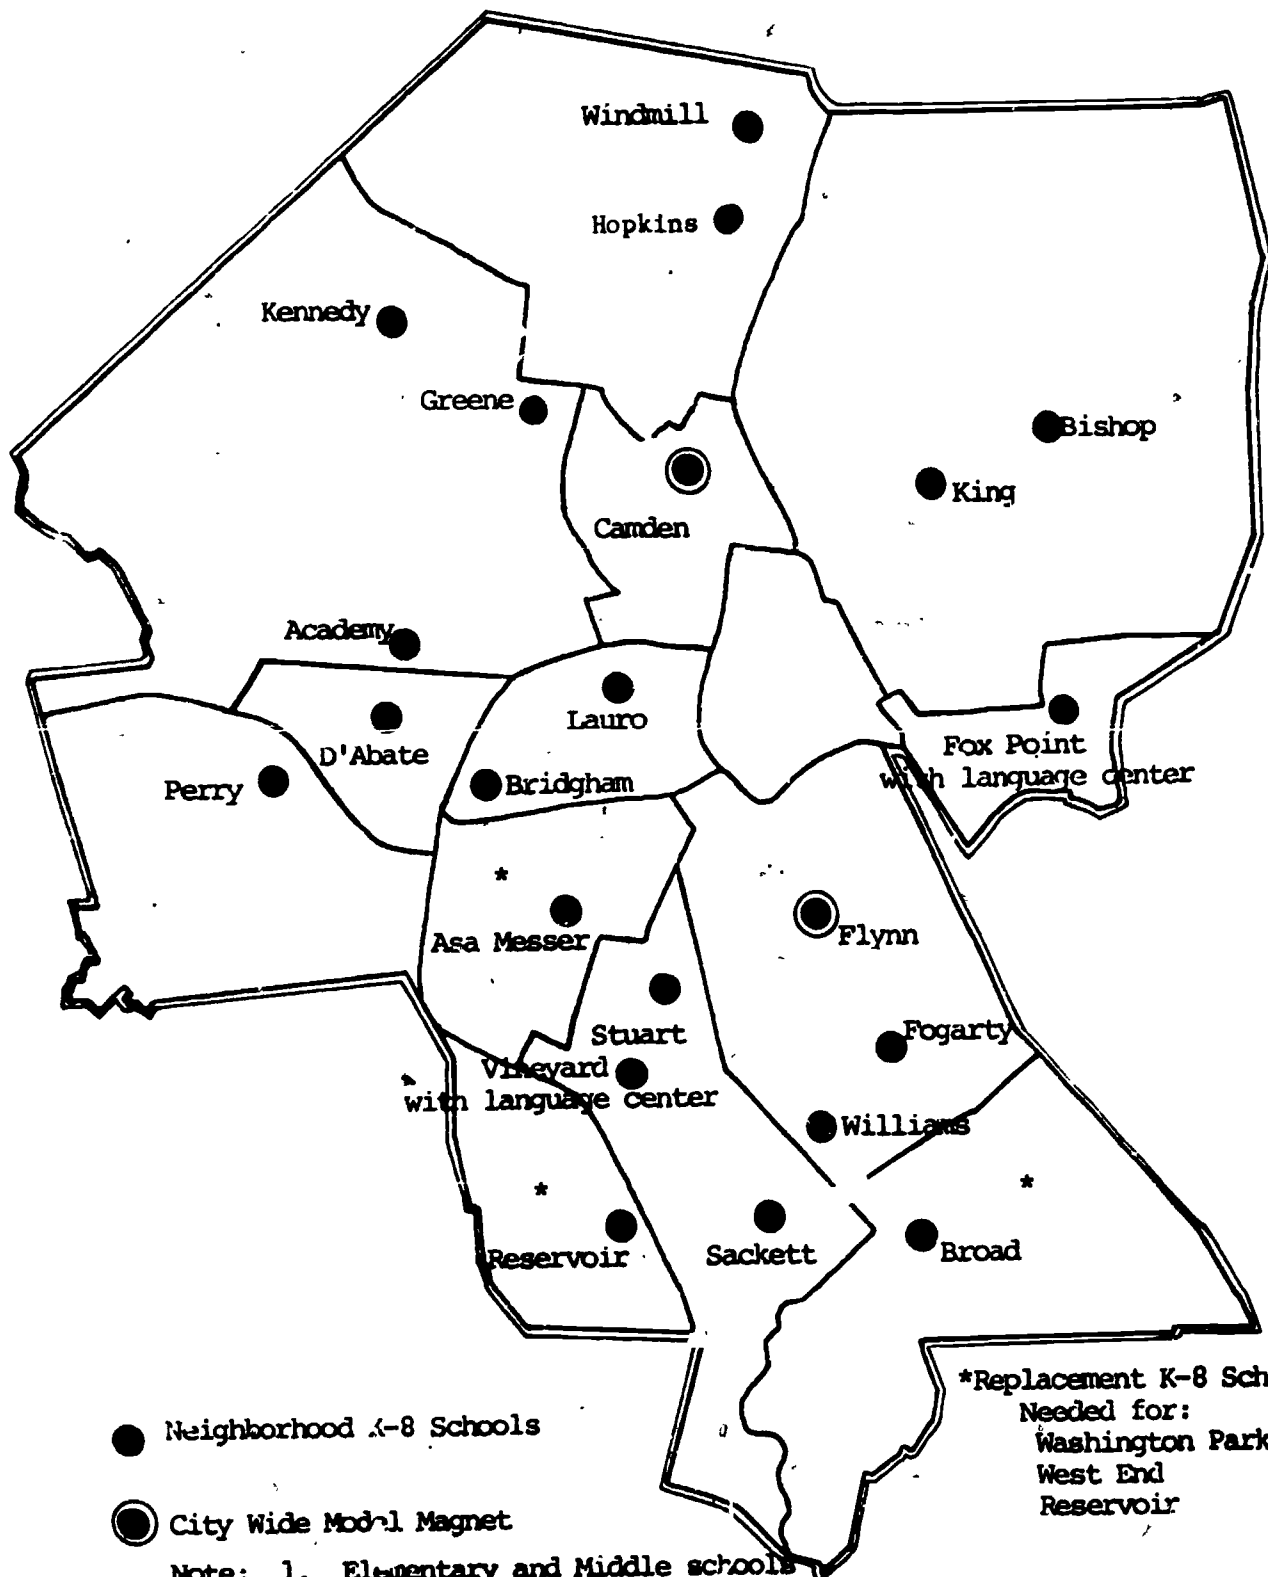 Windmill
Hopkins
Kennedy
Greene
Bishop
King
Camden
Academy
Lauro
D'Abate
Fox Point
with language center
Perry
Bridgham
*
Asa Messer
Flynn
Stuart
Fogarty
Vineyard
with language center
Williams
*
*
Reservoir
Sackett
Broad
*Replacement K-8 Sch
Needed for:
Washington Park
West End
Reservoir
Neighborhood K-8 Schools
City Wide Model Magnet
Note: 1. Elementary and Middle schools